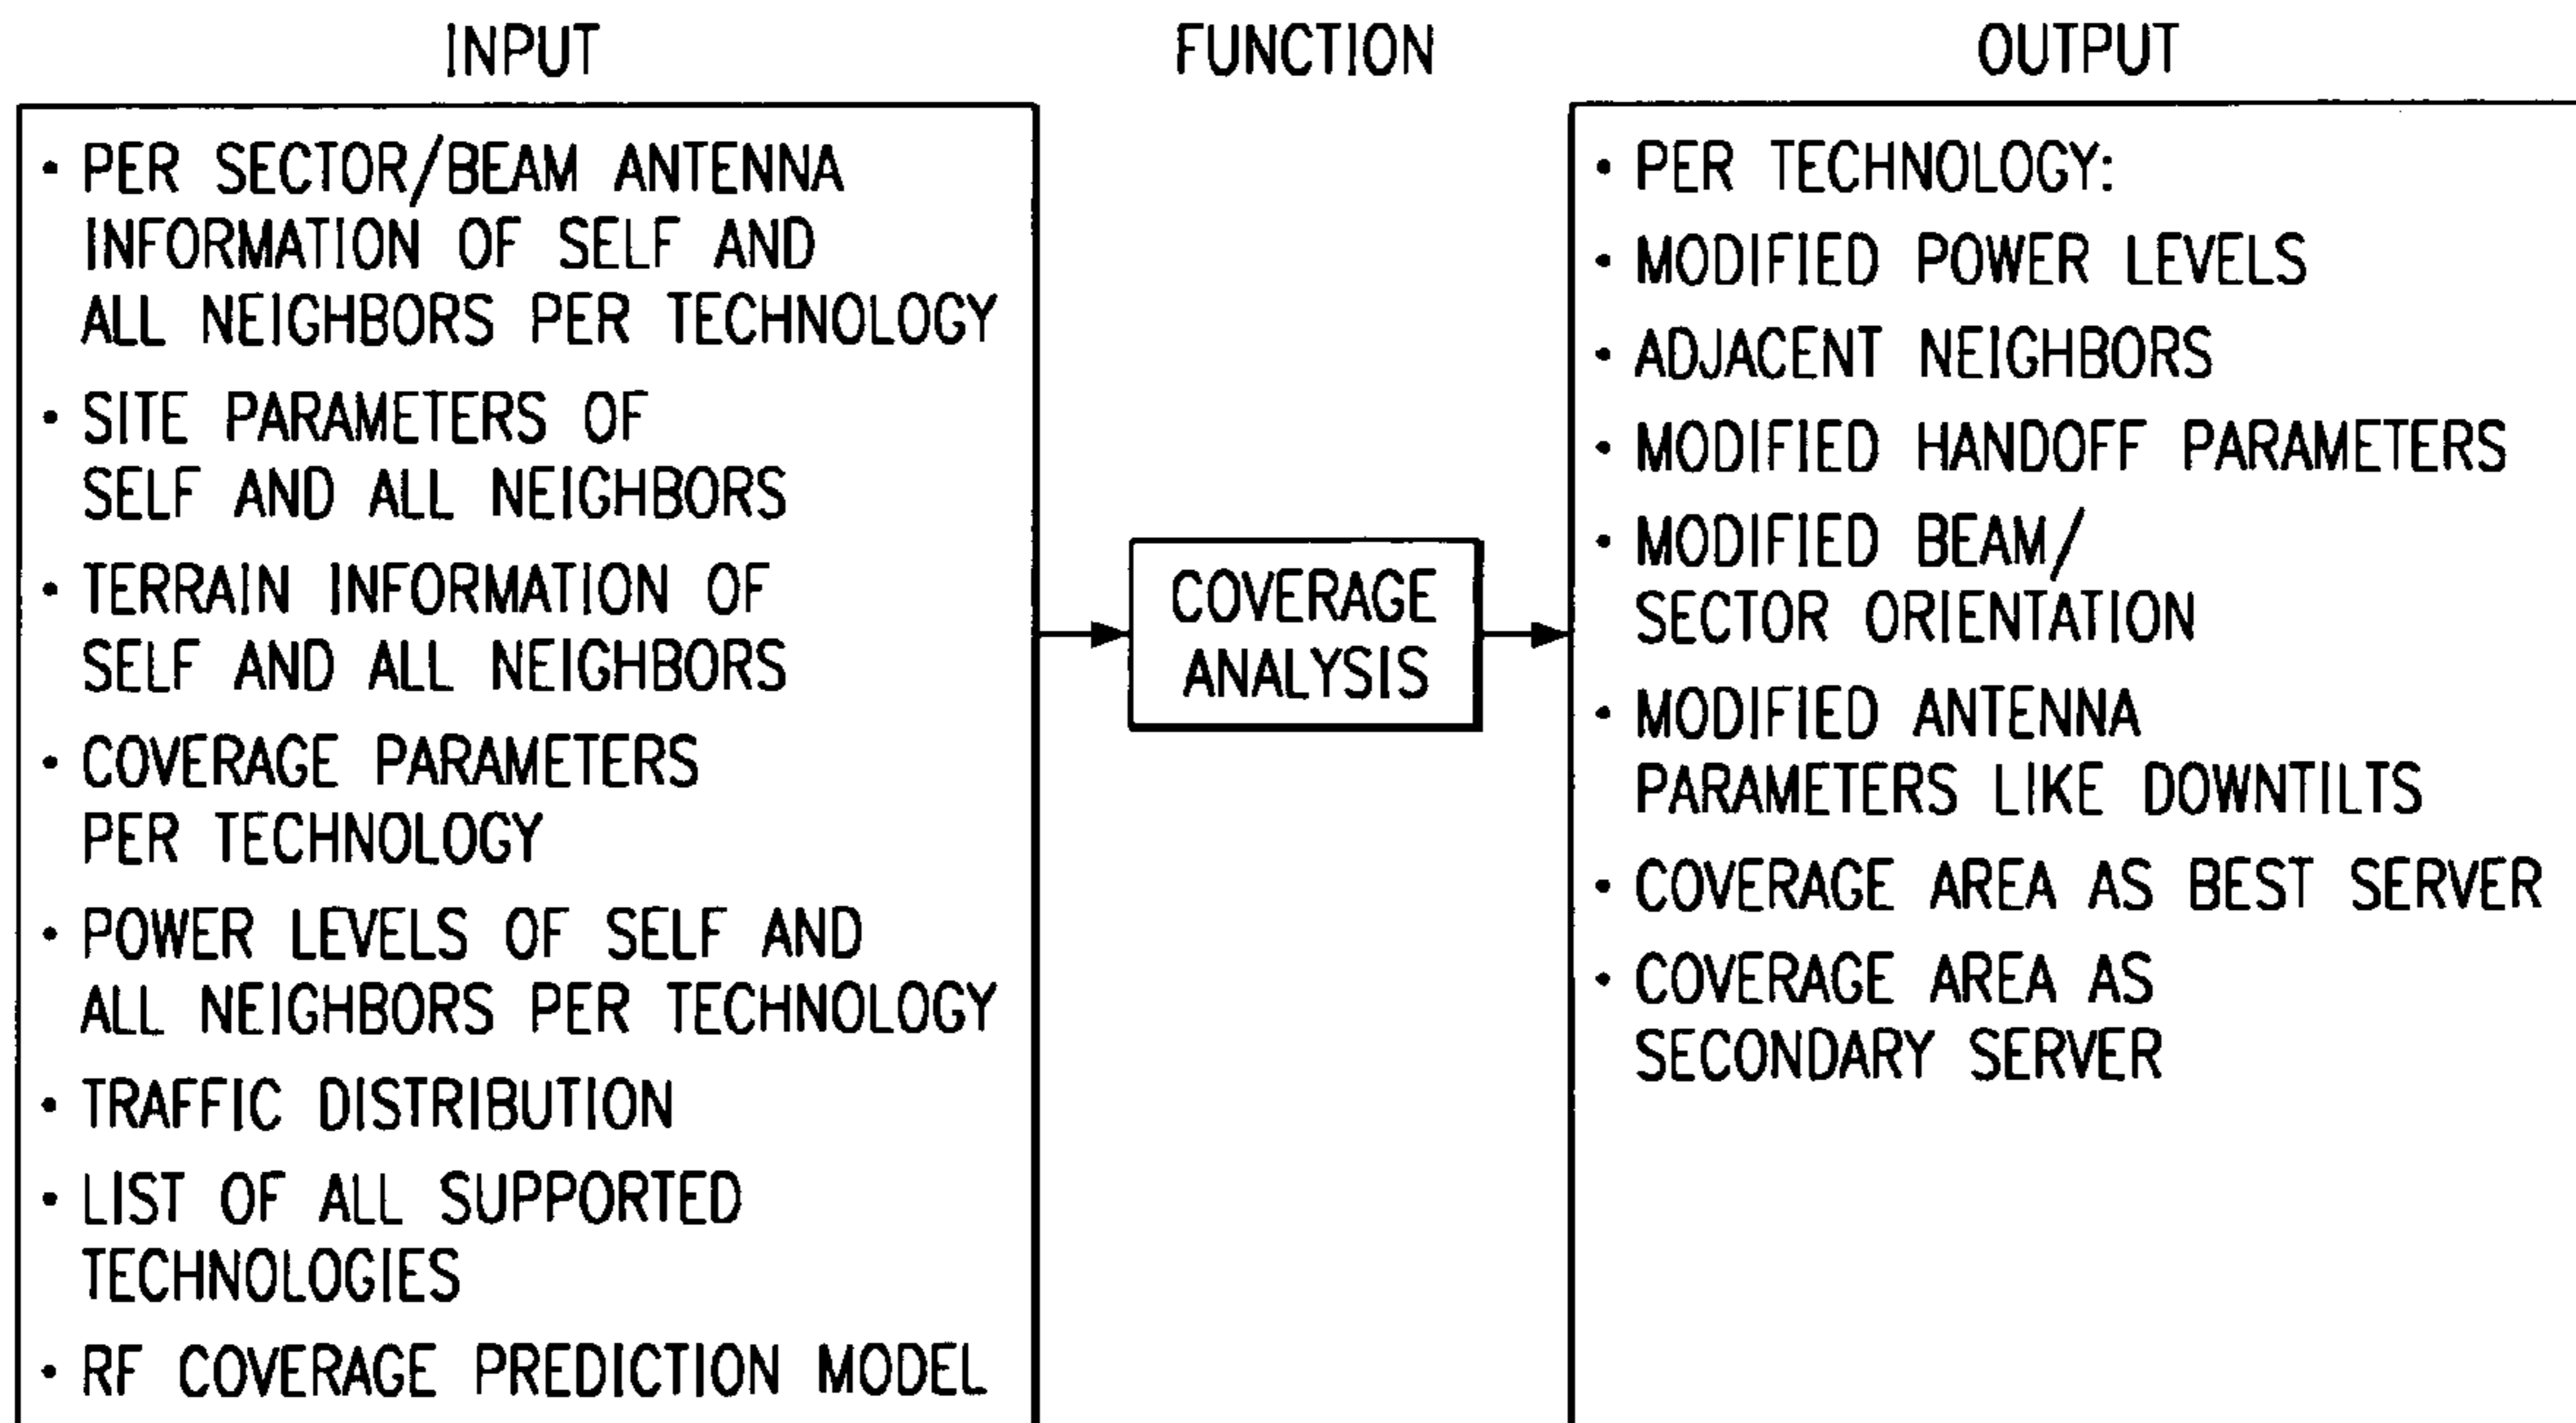 INPUT
• PER SECTOR/BEAM ANTENNA
INFORMATION OF SELF AND
ALL NEIGHBORS PER TECHNOLOGY
• SITE PARAMETERS OF
SELF AND ALL NEIGHBORS
• TERRAIN INFORMATION OF
SELF AND ALL NEIGHBORS
• COVERAGE PARAMETERS
PER TECHNOLOGY
• POWER LEVELS OF SELF AND
ALL NEIGHBORS PER TECHNOLOGY
• TRAFFIC DISTRIBUTION
• LIST OF ALL SUPPORTED
TECHNOLOGIES
• RF COVERAGE PREDICTION MODEL
FUNCTION
COVERAGE
ANALYSIS
OUTPUT
• PER TECHNOLOGY:
• MODIFIED POWER LEVELS
• ADJACENT NEIGHBORS
• MODIFIED HANDOFF PARAMETERS
• MODIFIED BEAM/
SECTOR ORIENTATION
• MODIFIED ANTENNA
PARAMETERS LIKE DOWNTILTS
• COVERAGE AREA AS BEST SERVER
• COVERAGE AREA AS
SECONDARY SERVER